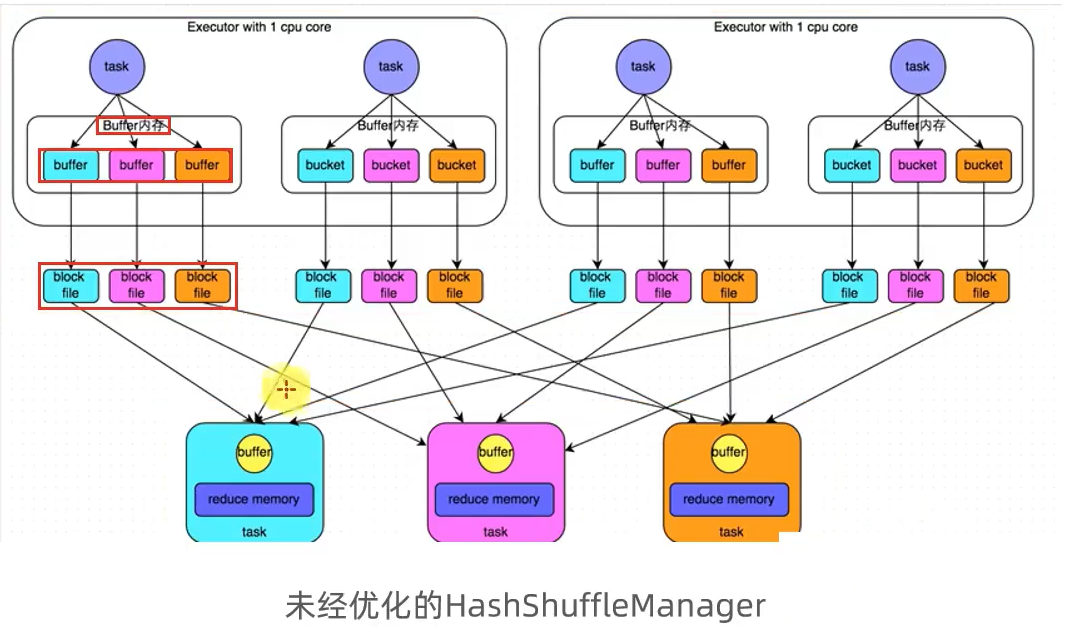 Executor with 1 cpu core
Executor with 1 cpu core
task
task
task
task
Buffer内存
Buffer内存
Buffer内存
Buffer内存
buffer
buffer
buffer
bucket
bucket
bucket
buffer
buffer
buffer
bucket
bucket
bucket
block
file
block
file
block
file
block
file
block
file
block
file
block
file
block
file
block
file
block
file
block
file
block
file
buffer
buffer
buffer
reduce memory
reduce memory
reduce memory
task
task
task
未经优化的HashShuffleManager